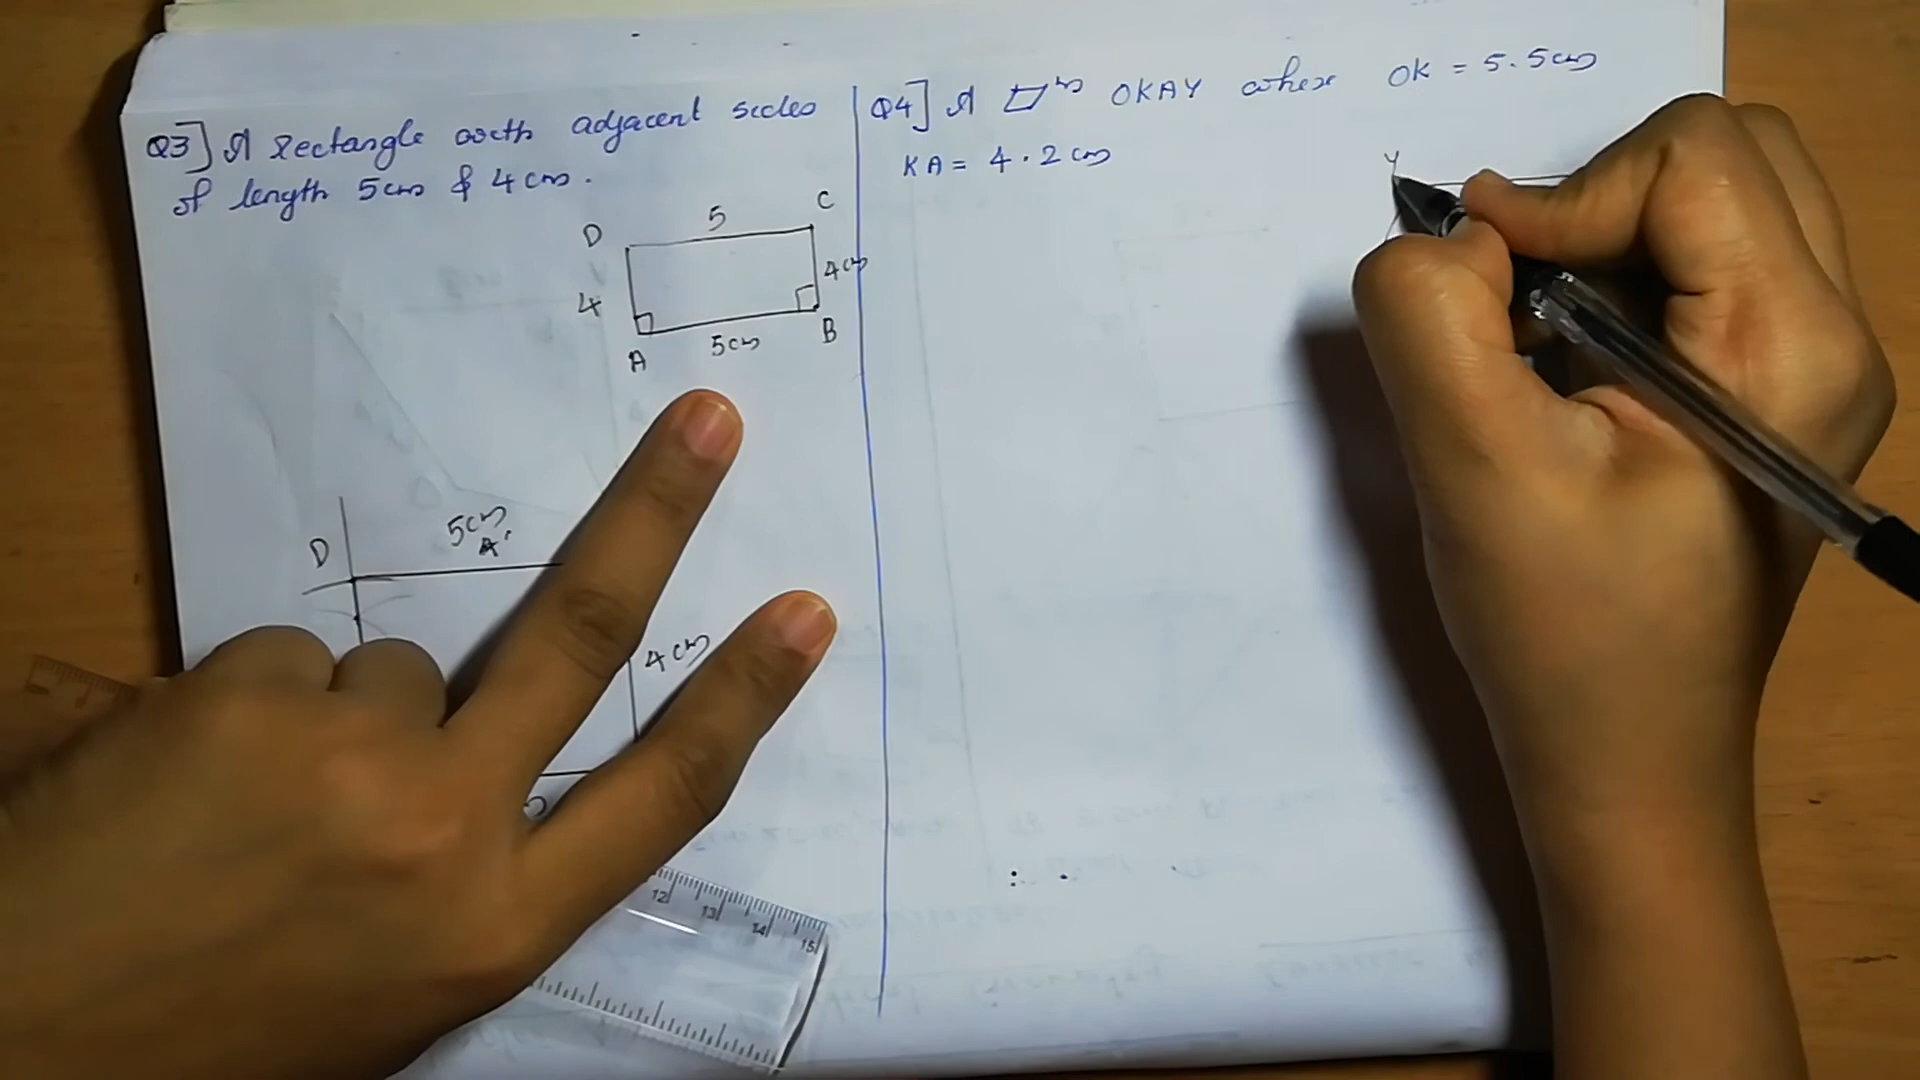 Q3] A rectangle with adjacent sides
of length 5cm & 4cm.
D
5
C
4
4cm
A
5cm
B
D
5cm
4cm
Q4] A ▱m OKAY where OK = 5.5cm
KA = 4.2cm
Y
12 13 14 15